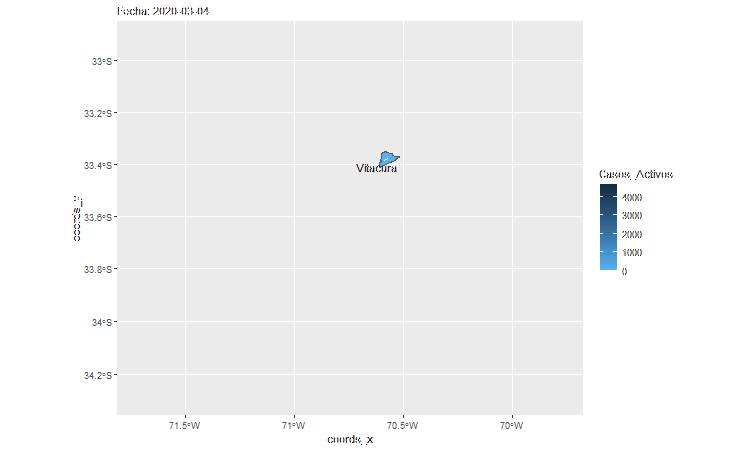 Fecha: 2020-03-04
33°S
33.2°S
33.4°S
33.6°S
33.8°S
34°S
34.2°S
coords_y
Vitacura
71.5°W
71°W
70.5°W
70°W
coords_x
Casos_Activos
4000
3000
2000
1000
0